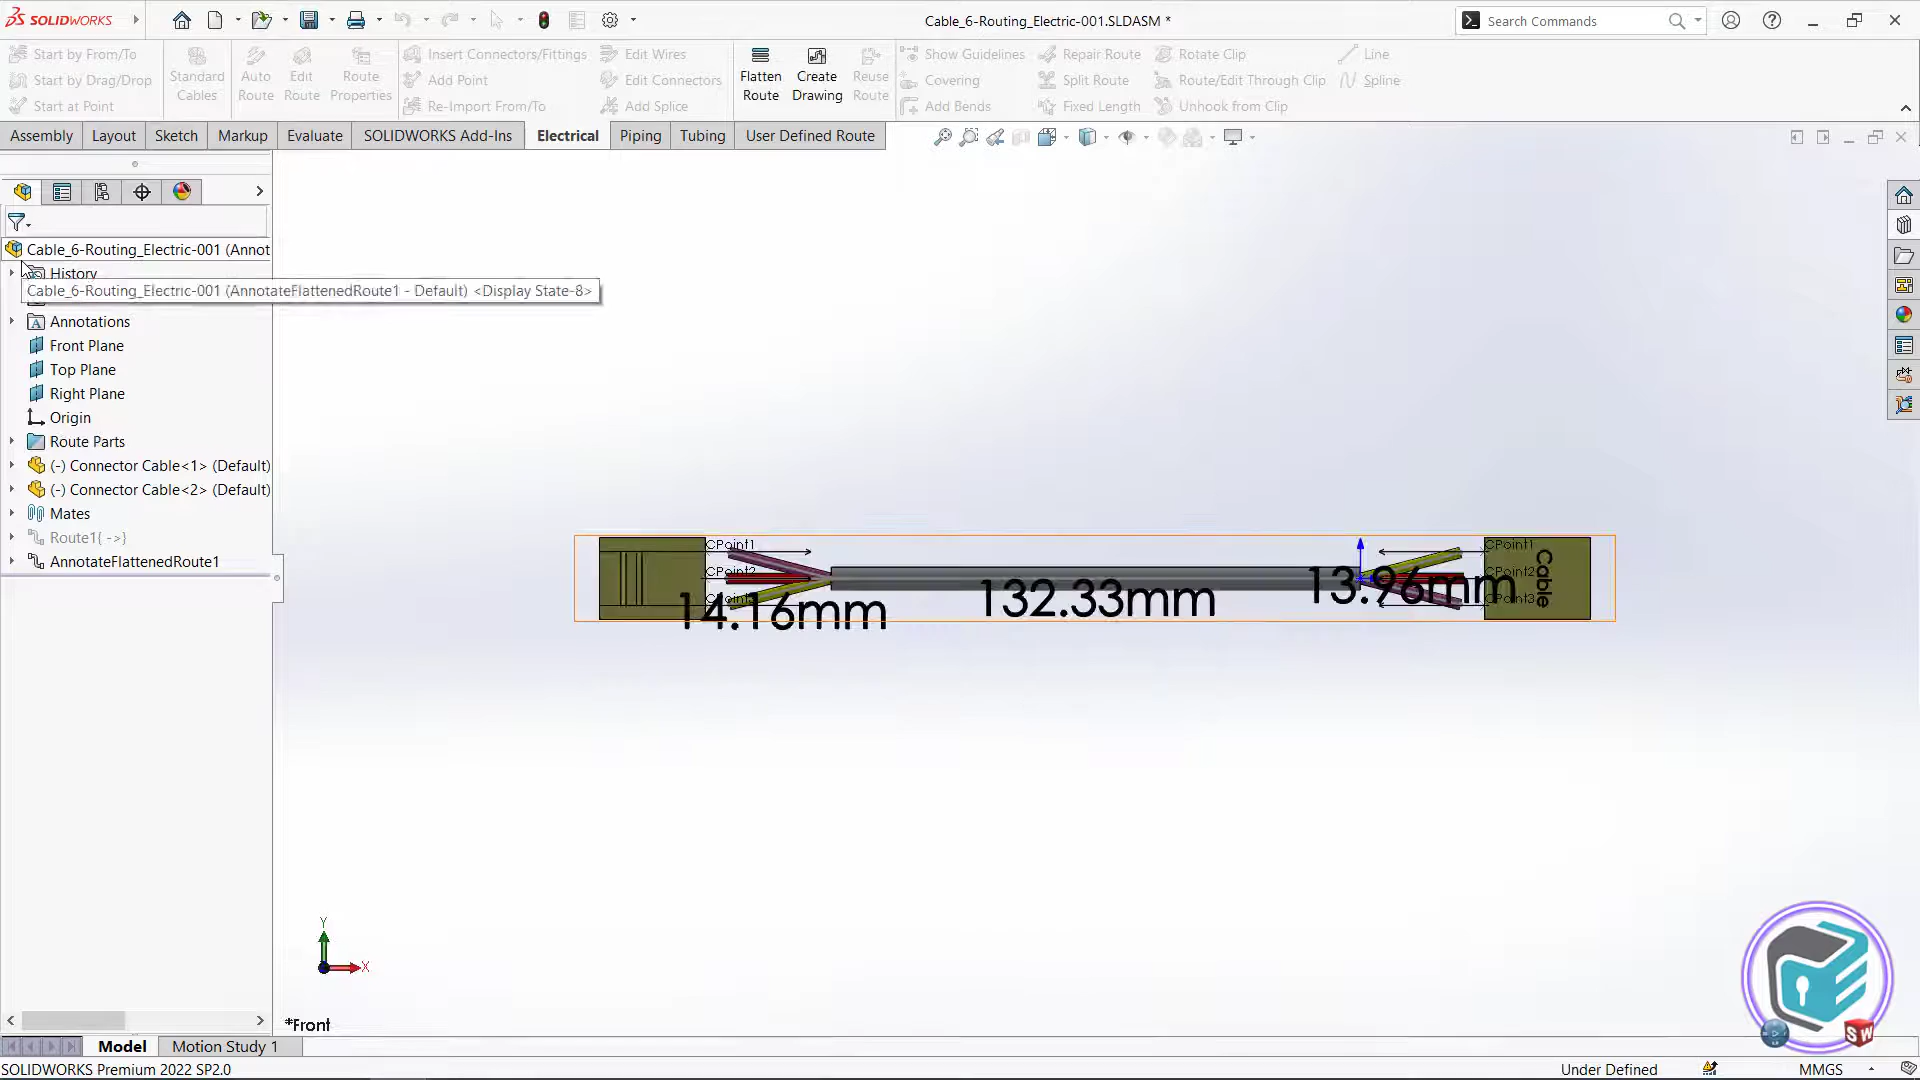 SOLIDWORKS
Cable_6-Routing_Electric-001.SLDASM *
Search Commands
Start by From/To
Start by Drag/Drop
Start at Point
Standard Cables
Auto Route
Edit Route
Route Properties
Insert Connectors/Fittings
Add Point
Re-Import From/To
Edit Wires
Edit Connectors
Add Splice
Flatten Route
Create Drawing
Reuse Route
Show Guidelines
Covering
Add Bends
Repair Route
Split Route
Fixed Length
Rotate Clip
Route/Edit Through Clip
Unhook from Clip
Line
Spline
Assembly
Layout
Sketch
Markup
Evaluate
SOLIDWORKS Add-Ins
Electrical
Piping
Tubing
User Defined Route
Cable_6-Routing_Electric-001 (Annot
History
Cable_6-Routing_Electric-001 (AnnotateFlattenedRoute1 - Default) <Display State-8>
Annotations
Front Plane
Top Plane
Right Plane
Origin
Route Parts
(-) Connector Cable<1> (Default)
(-) Connector Cable<2> (Default)
Mates
Route1{ ->}
AnnotateFlattenedRoute1
CPoint1
CPoint2
14.16mm
132.33mm
13.96mm
CPoint1
CPoint2
CPoint3
Cable
Y
X
*Front
SW
Model
Motion Study 1
SOLIDWORKS Premium 2022 SP2.0
Under Defined
MMGS